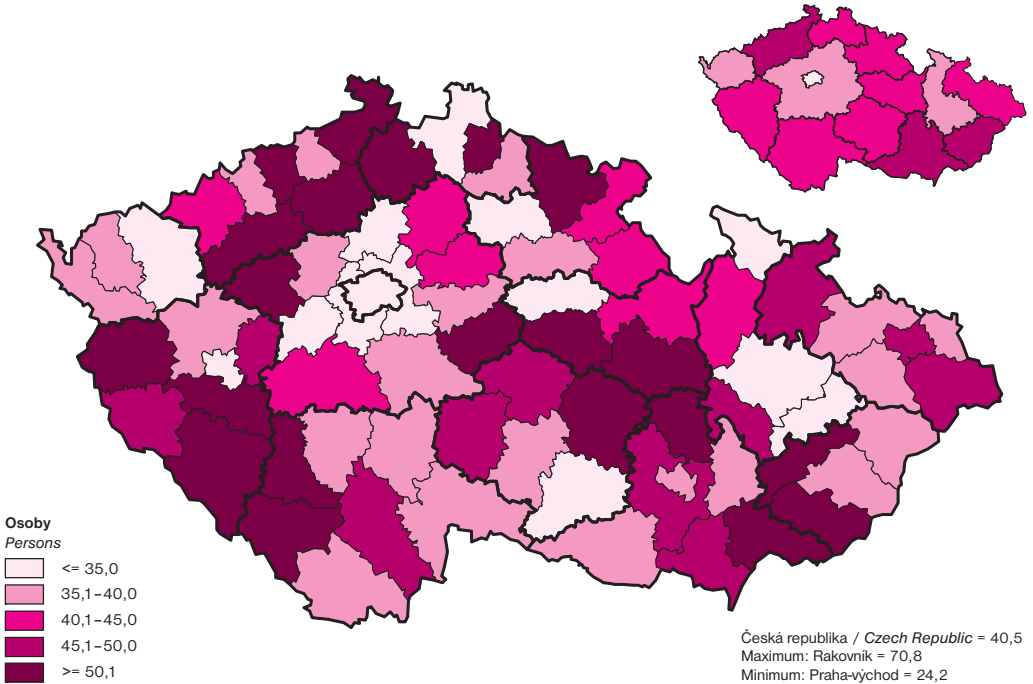 Osoby
Persons
<= 35,0
35,1–40,0
40,1–45,0
45,1–50,0
>= 50,1
Česká republika / Czech Republic = 40,5
Maximum: Rakovník = 70,8
Minimum: Praha-východ = 24,2